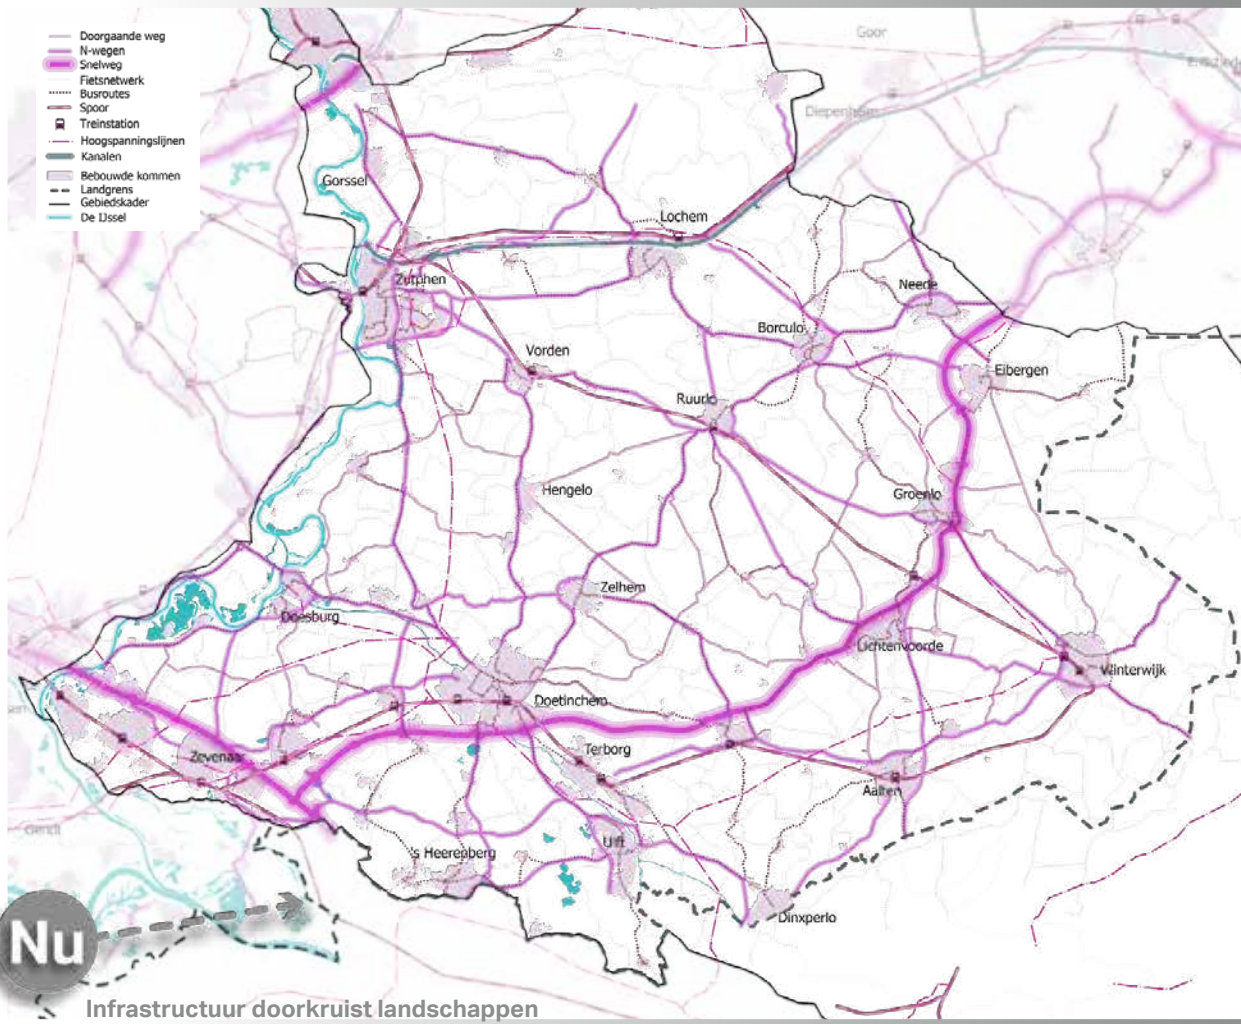 Doorgaande weg
N-wegen
Snelweg
Fietsnetwerk
Busroutes
Spoor
Treinstation
Hoogspanningslijnen
Kanalen
Bebouwde kommen
Landgrens
Gebiedskader
De IJssel
Goor
Diepenheim
Gorssel
Lochem
Zutphen
Neede
Borculo
Vorden
Eibergen
Ruurlo
Hengelo
Groenlo
Zelhem
Doesburg
Lichtenvoorde
Winterwijk
Doetinchem
Terborg
Zevenaar
Aalten
Ulft
's Heerenberg
Dinxperlo
Nu
Infrastructuur doorkruist landschappen